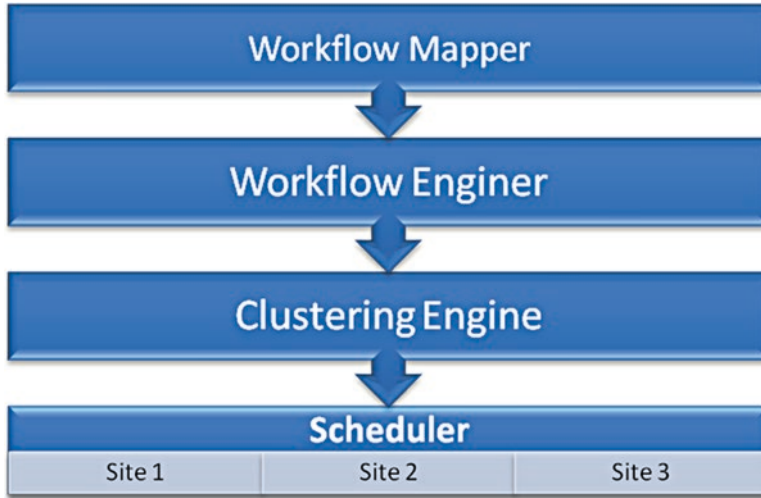 Workflow Mapper
Workflow Enginer
Clustering Engine
Scheduler
Site 1 Site 2 Site 3